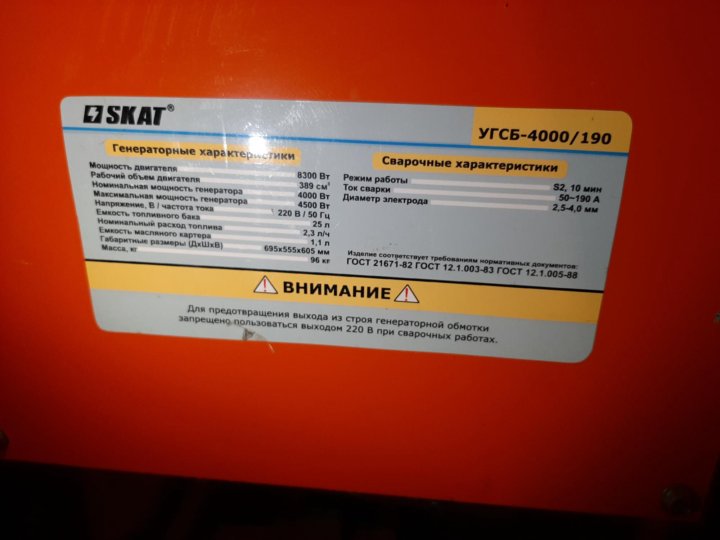 SKAT®
УГСБ-4000/190
Генераторные характеристики
Мощность двигателя 8300 Вт
Рабочий объем двигателя 389 см³
Номинальная мощность генератора 4000 Вт
Максимальная мощность генератора 4500 Вт
Напряжение, В / частота тока 220 В / 50 Гц
Емкость топливного бака 25 л
Номинальный расход топлива 2,3 л/ч
Емкость масляного картера 1,1 л
Габаритные размеры (ДхШхВ) 695х555х605 мм
Масса, кг 96 кг
Сварочные характеристики
Режим работы S2, 10 мин
Ток сварки 50~190 А
Диаметр электрода 2,5-4,0 мм
Изделие соответствует требованиям нормативных документов:
ГОСТ 21671-82 ГОСТ 12.1.003-83 ГОСТ 12.1.005-88
ВНИМАНИЕ
Для предотвращения выхода из строя генераторной обмотки
запрещено пользоваться выходом 220 В при сварочных работах.